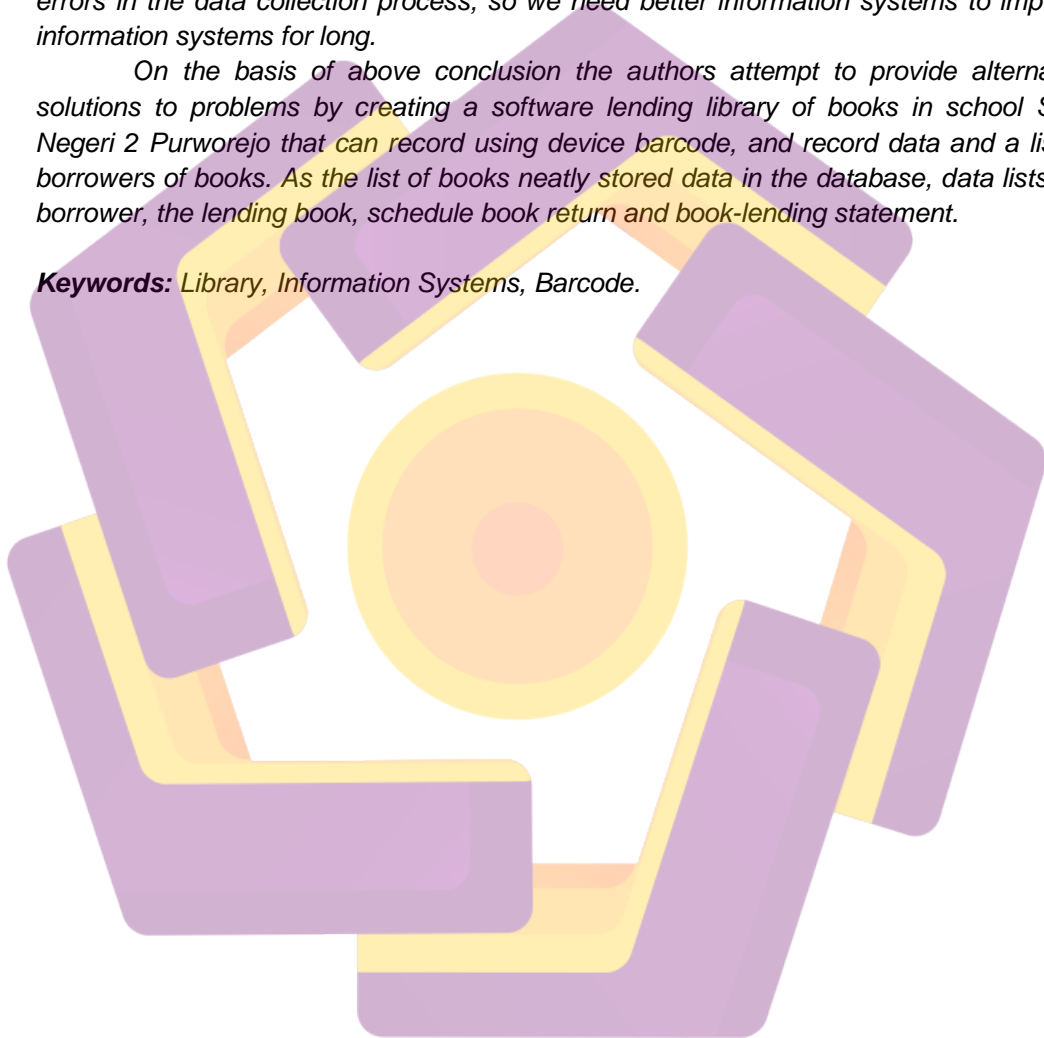 errors in the data collection process, so we need better information systems to imp
information systems for long.
On the basis of above conclusion the authors attempt to provide alterna
solutions to problems by creating a software lending library of books in school S
Negeri 2 Purworejo that can record using device barcode, and record data and a lis
borrowers of books. As the list of books neatly stored data in the database, data lists
borrower, the lending book, schedule book return and book-lending statement.
Keywords: Library, Information Systems, Barcode.